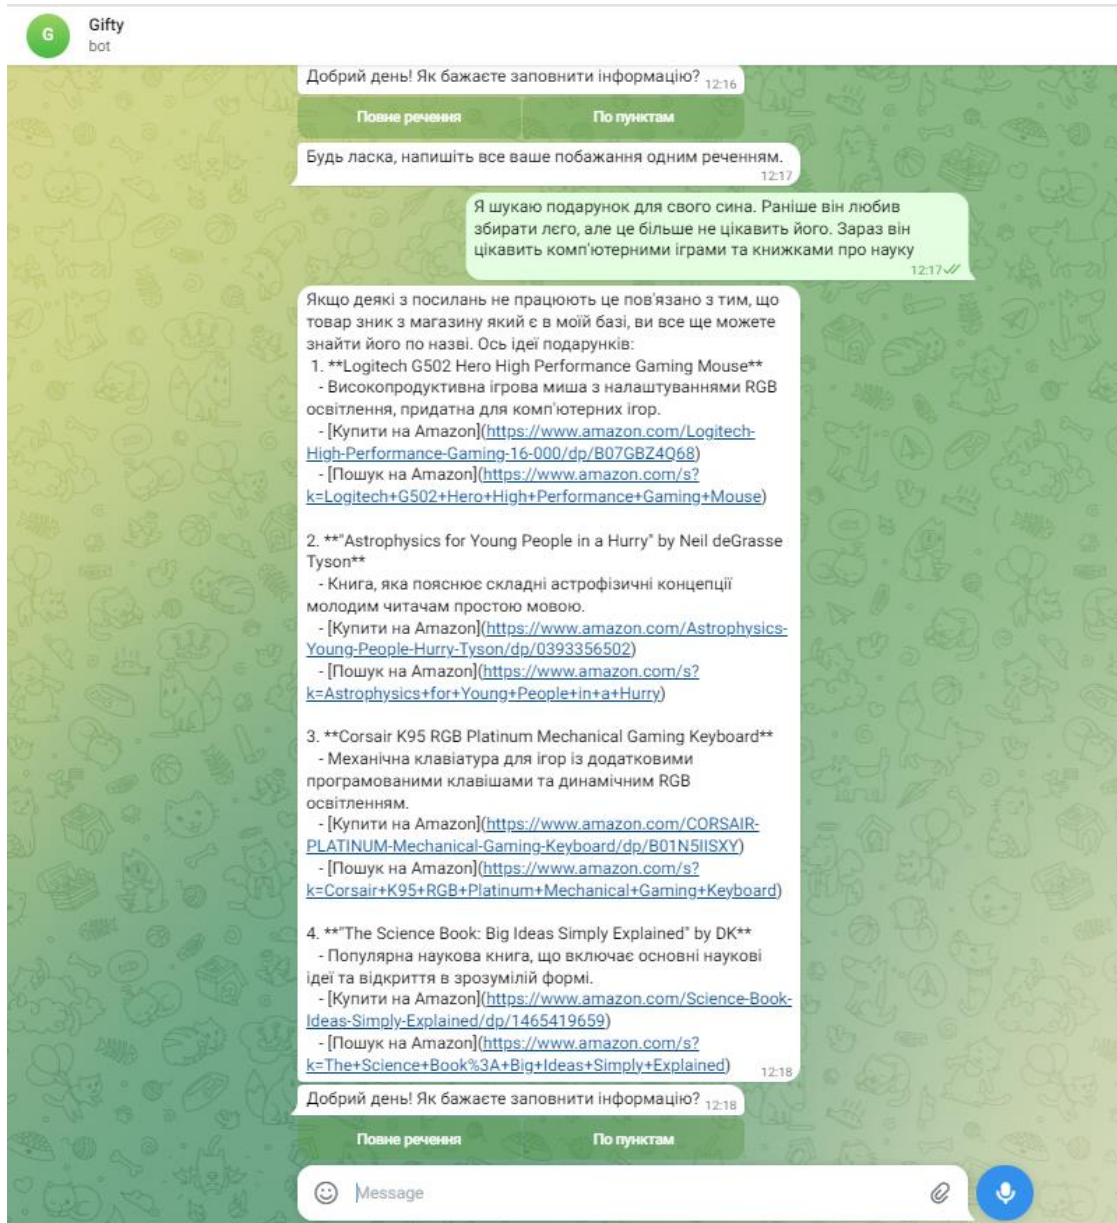 G
Gifty
bot
Добрий день! Як бажаєте заповнити інформацію? 12:16
Повне речення По пунктам
Будь ласка, напишіть все ваше побажання одним реченням.
12:17
Я шукаю подарунок для свого сина. Раніше він любив
збирати лєго, але це більше не цікавить його. Зараз він
цікавить комп'ютерними іграми та книжками про науку
12:17
Якщо деякі з посилань не працюють це пов'язано з тим, що
товар зник з магазину який є в моїй базі, ви все ще можете
знайти його по назві. Ось ідеї подарунків:
1. **Logitech G502 Hero High Performance Gaming Mouse**
- Високопродуктивна ігрова миша з налаштуваннями RGB
освітлення, придатна для комп'ютерних ігор.
- [Купити на Amazon](https://www.amazon.com/Logitech-
High-Performance-Gaming-16-000/dp/B07GBZ4Q68)
- [Пошук на Amazon](https://www.amazon.com/s?
k=Logitech+G502+Hero+High+Performance+Gaming+Mouse)
2. **"Astrophysics for Young People in a Hurry" by Neil deGrasse
Tyson**
- Книга, яка пояснює складні астрофізичні концепції
молодим читачам простою мовою.
- [Купити на Amazon](https://www.amazon.com/Astrophysics-
Young-People-Hurry-Tyson/dp/0393356502)
- [Пошук на Amazon](https://www.amazon.com/s?
k=Astrophysics+for+Young+People+in+a+Hurry)
3. **Corsair K95 RGB Platinum Mechanical Gaming Keyboard**
- Механічна клавіатура для ігор із додатковими
програмованими клавішами та динамічним RGB
освітленням.
- [Купити на Amazon](https://www.amazon.com/CORSAIR-
PLATINUM-Mechanical-Gaming-Keyboard/dp/B01N5IISXY)
- [Пошук на Amazon](https://www.amazon.com/s?
k=Corsair+K95+RGB+Platinum+Mechanical+Gaming+Keyboard)
4. **"The Science Book: Big Ideas Simply Explained" by DK**
- Популярна наукова книга, що включає основні наукові
ідеї та відкриття в зрозумілій формі.
- [Купити на Amazon](https://www.amazon.com/Science-Book-
Ideas-Simply-Explained/dp/1465419659)
- [Пошук на Amazon](https://www.amazon.com/s?
k=The+Science+Book%3A+Big+Ideas+Simply+Explained) 12:18
Добрий день! Як бажаєте заповнити інформацію? 12:18
Повне речення По пунктам
Message